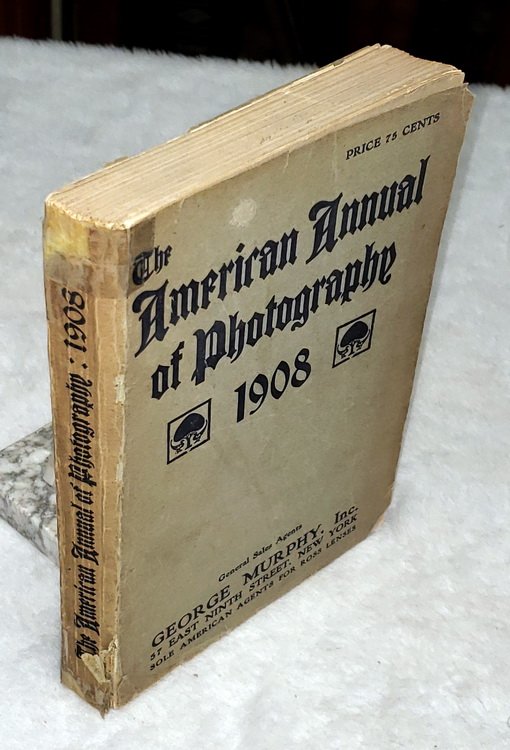 PRICE 75 CENTS
The
American Annual
of Photography
1908
General Sales Agents
GEORGE MURPHY, Inc.
57 EAST NINTH STREET, NEW YORK
SOLE AMERICAN AGENTS FOR ROSS LENSES
The American Annual of Photography : 1908